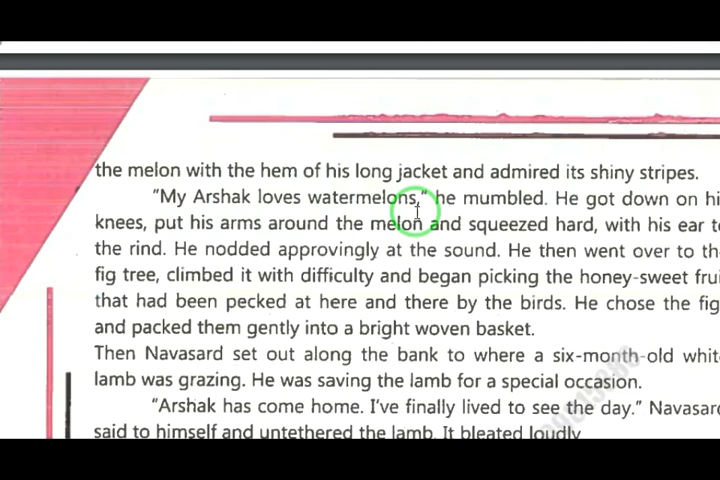 the melon with the hem of his long jacket and admired its shiny stripes.
"My Arshak loves watermelons," he mumbled. He got down on hi
knees, put his arms around the melon and squeezed hard, with his ear t
the rind. He nodded approvingly at the sound. He then went over to th
fig tree, climbed it with difficulty and began picking the honey-sweet frui
that had been pecked at here and there by the birds. He chose the fig
and packed them gently into a bright woven basket.
Then Navasard set out along the bank to where a six-month-old whit
lamb was grazing. He was saving the lamb for a special occasion.
"Arshak has come home. I've finally lived to see the day." Navasard
said to himself and untethered the lamb. It bleated loudly